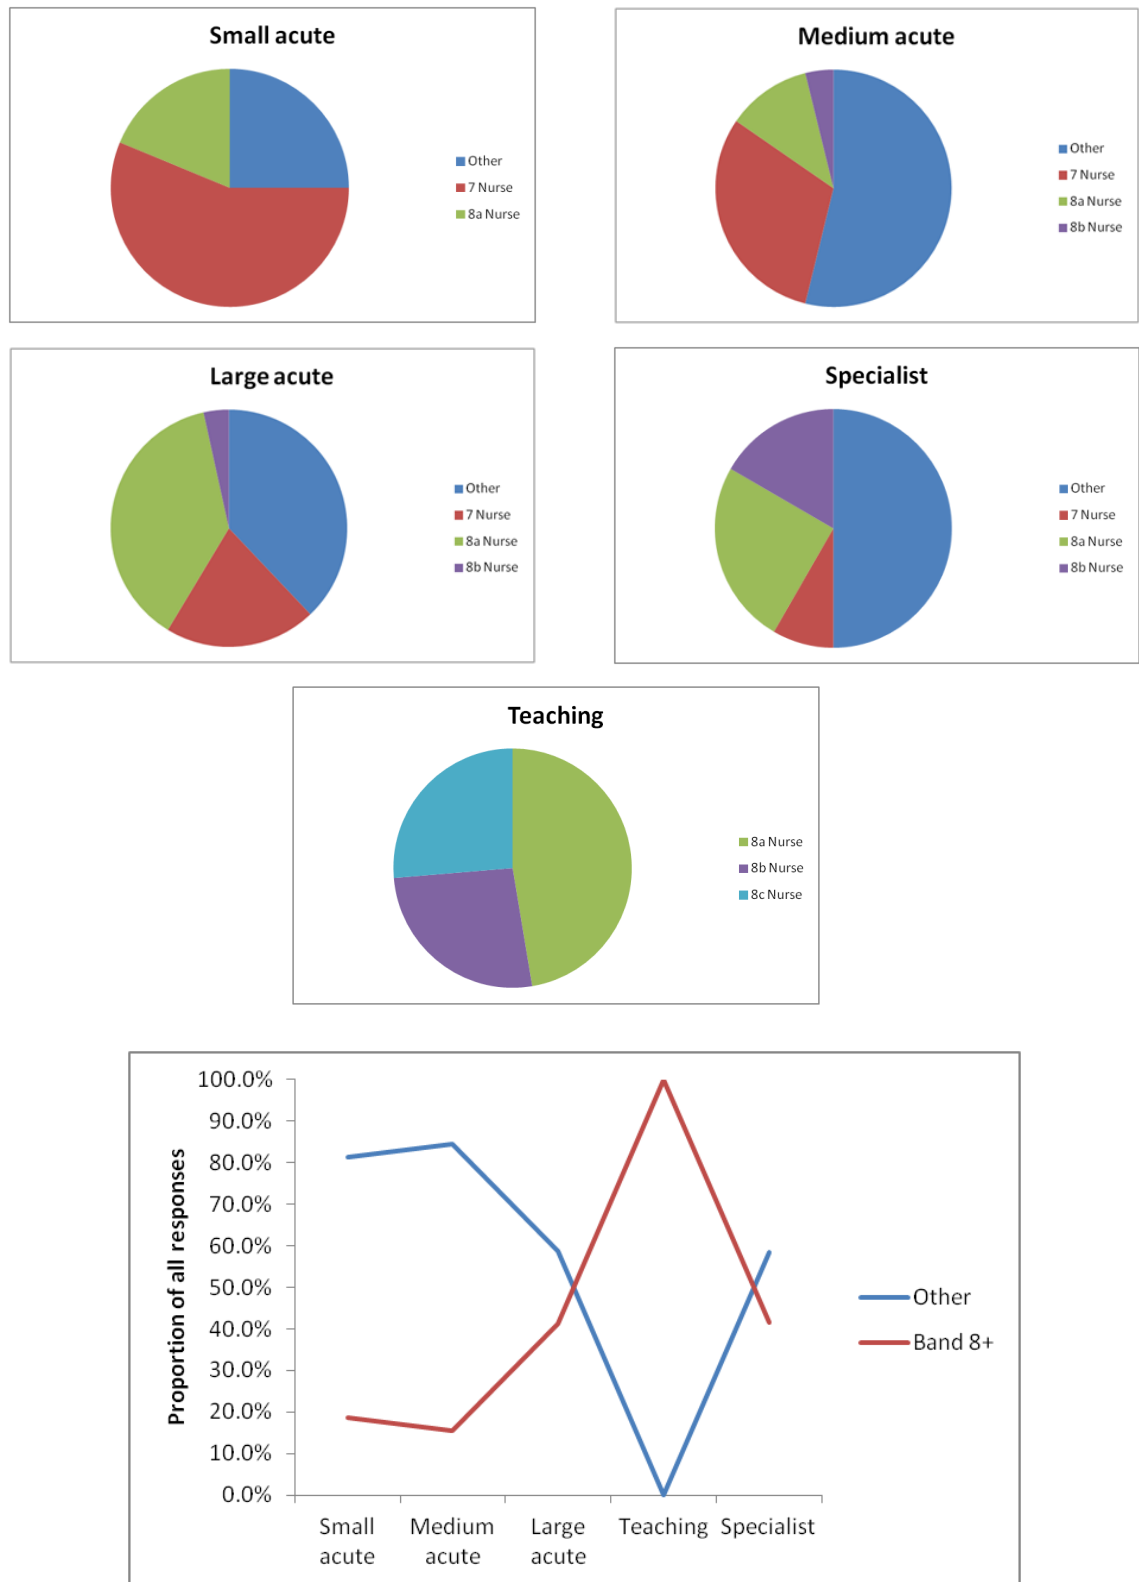 Small acute
Other
7 Nurse
8a Nurse
Medium acute
Other
7 Nurse
8a Nurse
8b Nurse
Large acute
Other
7 Nurse
8a Nurse
8b Nurse
Specialist
Other
7 Nurse
8a Nurse
8b Nurse
Teaching
8a Nurse
8b Nurse
8c Nurse
Proportion of all responses
100.0%
90.0%
80.0%
70.0%
60.0%
50.0%
40.0%
30.0%
20.0%
10.0%
0.0%
Small acute
Medium acute
Large acute
Teaching
Specialist
Other
Band 8+